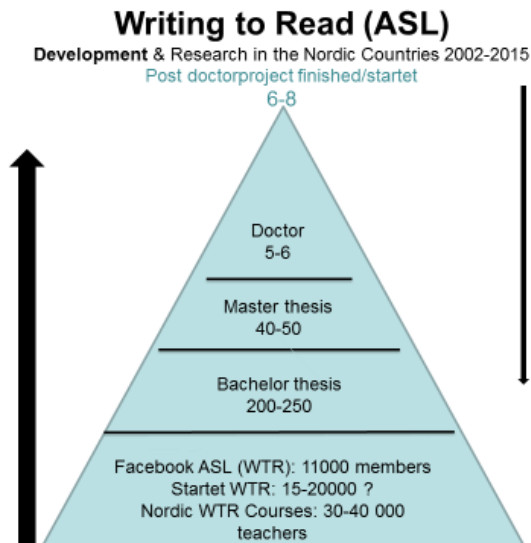 Writing to Read (ASL)
Development & Research in the Nordic Countries 2002-2015
Post doctorproject finished/startet
6-8
Doctor
5-6
Master thesis
40-50
Bachelor thesis
200-250
Facebook ASL (WTR): 11000 members
Startet WTR: 15-20000 ?
Nordic WTR Courses: 30-40 000
teachers